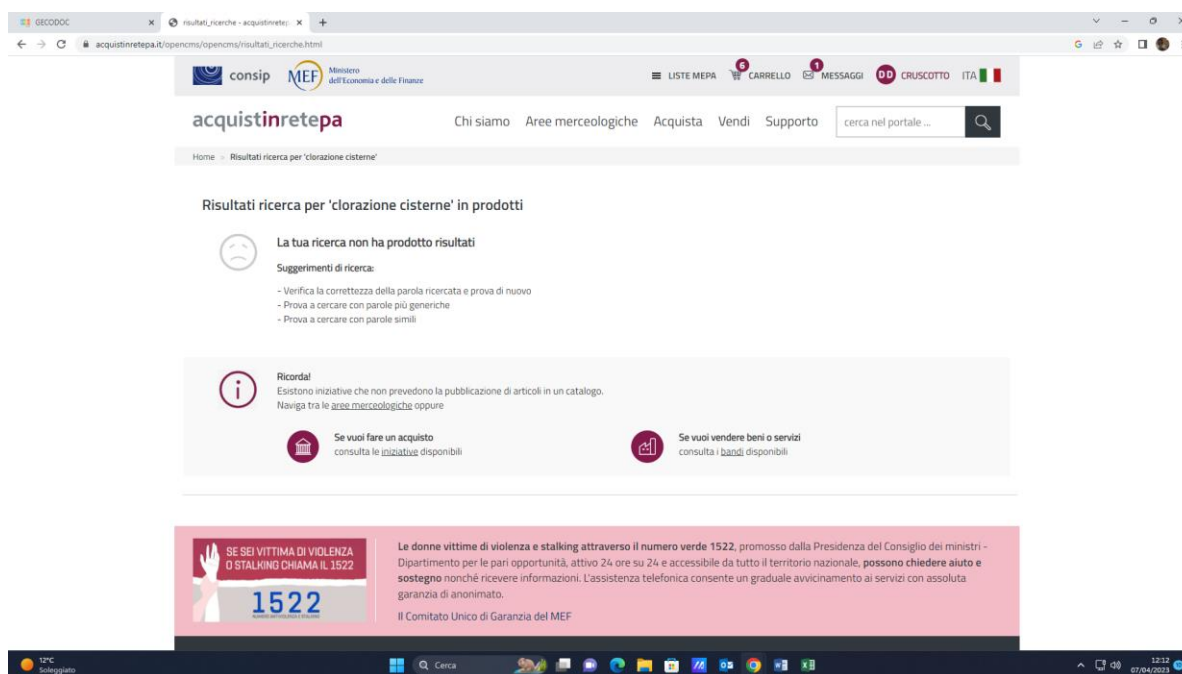 GECODOC
risultati_ricerche - acquistinretep
acquistinretepa.it/opencms/opencms/risultati_ricerche.html
consip MEF Ministero
dell'Economia e delle Finanze
LISTE MEPA 6 CARRELLO 1 MESSAGGI DD CRUSCOTTO ITA
acquistinretepa
Chi siamo Aree merceologiche Acquista Vendi Supporto cerca nel portale ...
Home > Risultati ricerca per 'clorazione cisterne'
Risultati ricerca per 'clorazione cisterne' in prodotti
La tua ricerca non ha prodotto risultati
Suggerimenti di ricerca:
- Verifica la correttezza della parola ricercata e prova di nuovo
- Prova a cercare con parole più generiche
- Prova a cercare con parole simili
Ricorda!
Esistono iniziative che non prevedono la pubblicazione di articoli in un catalogo.
Naviga tra le aree merceologiche oppure
Se vuoi fare un acquisto
consulta le iniziative disponibili
Se vuoi vendere beni o servizi
consulta i bandi disponibili
SE SEI VITTIMA DI VIOLENZA
O STALKING CHIAMA IL 1522
1522
Le donne vittime di violenza e stalking attraverso il numero verde 1522, promosso dalla Presidenza del Consiglio dei ministri -
Dipartimento per le pari opportunità, attivo 24 ore su 24 e accessibile da tutto il territorio nazionale, possono chiedere aiuto e
sostegno nonché ricevere informazioni. L'assistenza telefonica consente un graduale avvicinamento ai servizi con assoluta
garanzia di anonimato.
Il Comitato Unico di Garanzia del MEF
12°C
Soleggiato
Cerca
12:12
07/04/2023